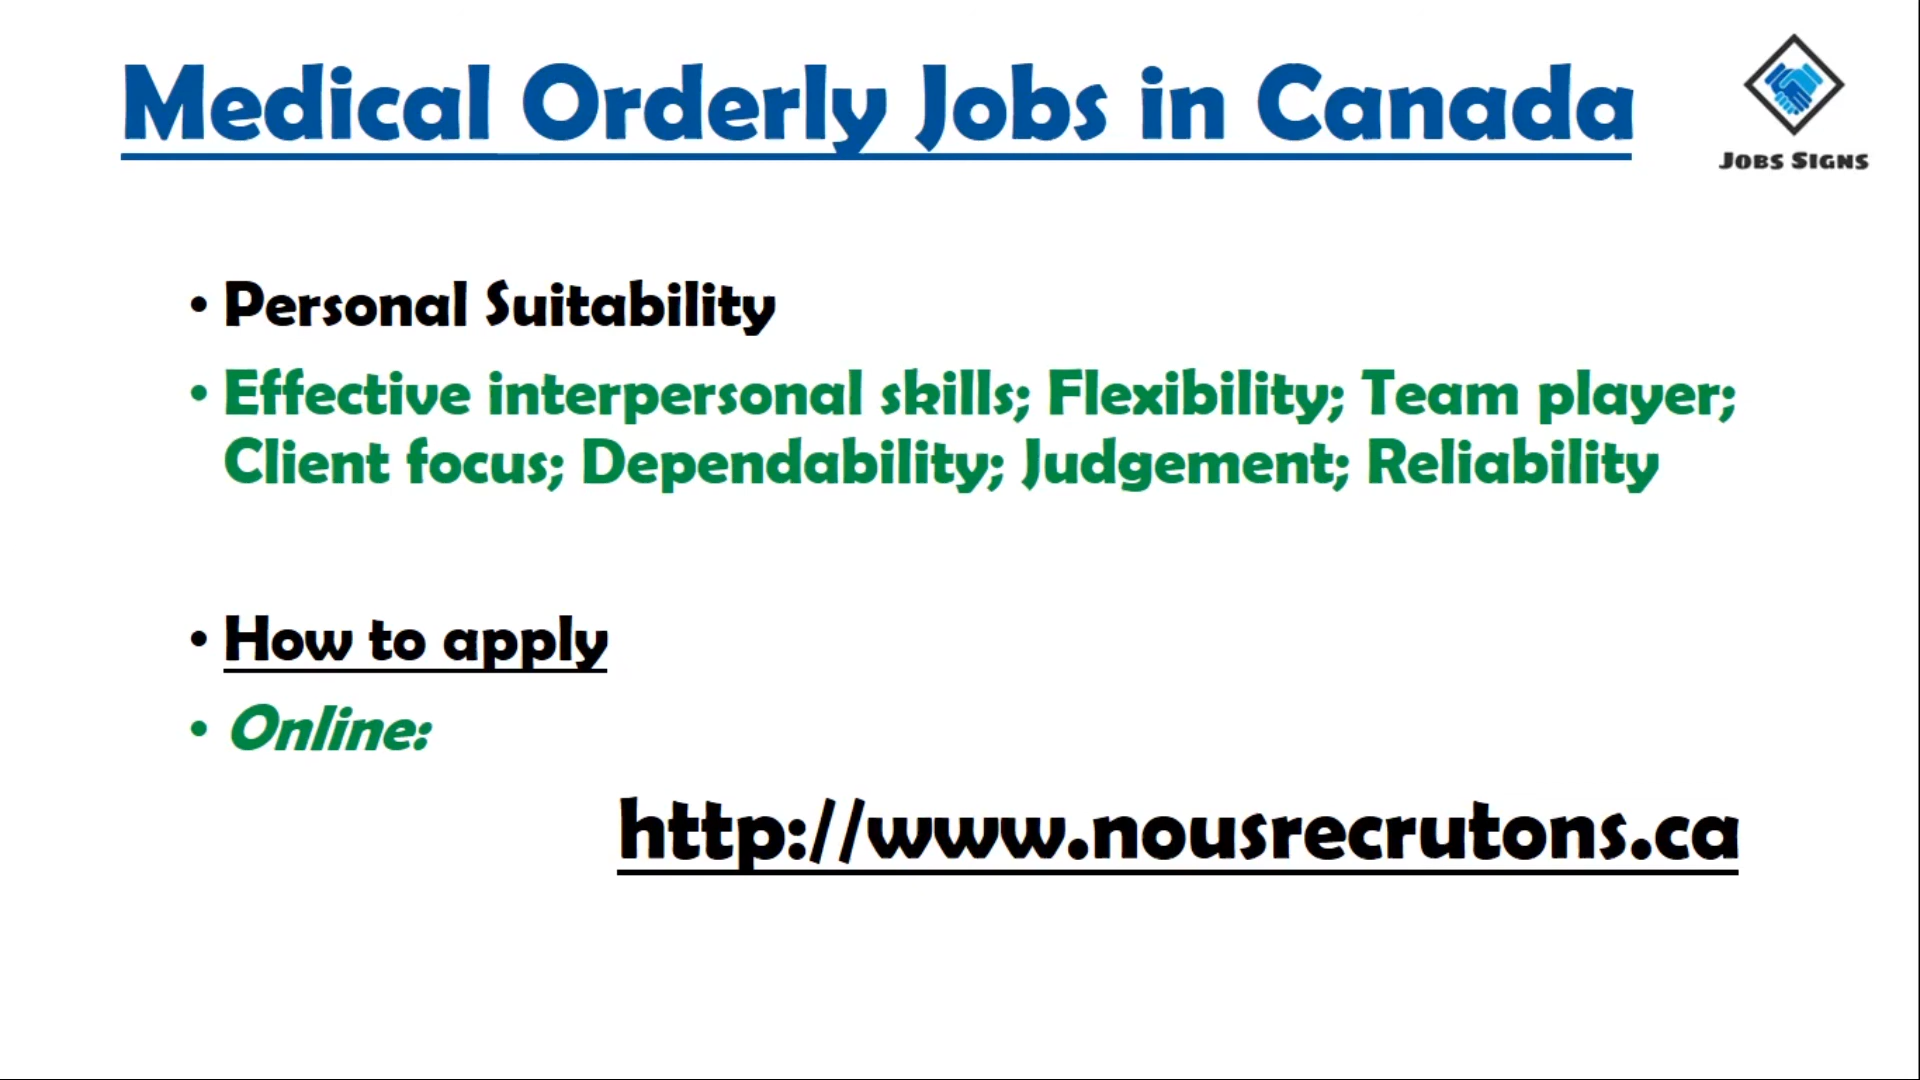 Medical Orderly Jobs in Canada
JOBS SIGNS
• Personal Suitability
• Effective interpersonal skills; Flexibility; Team player;
Client focus; Dependability; Judgement; Reliability
• How to apply
• Online:
http://www.nousrecrutons.ca